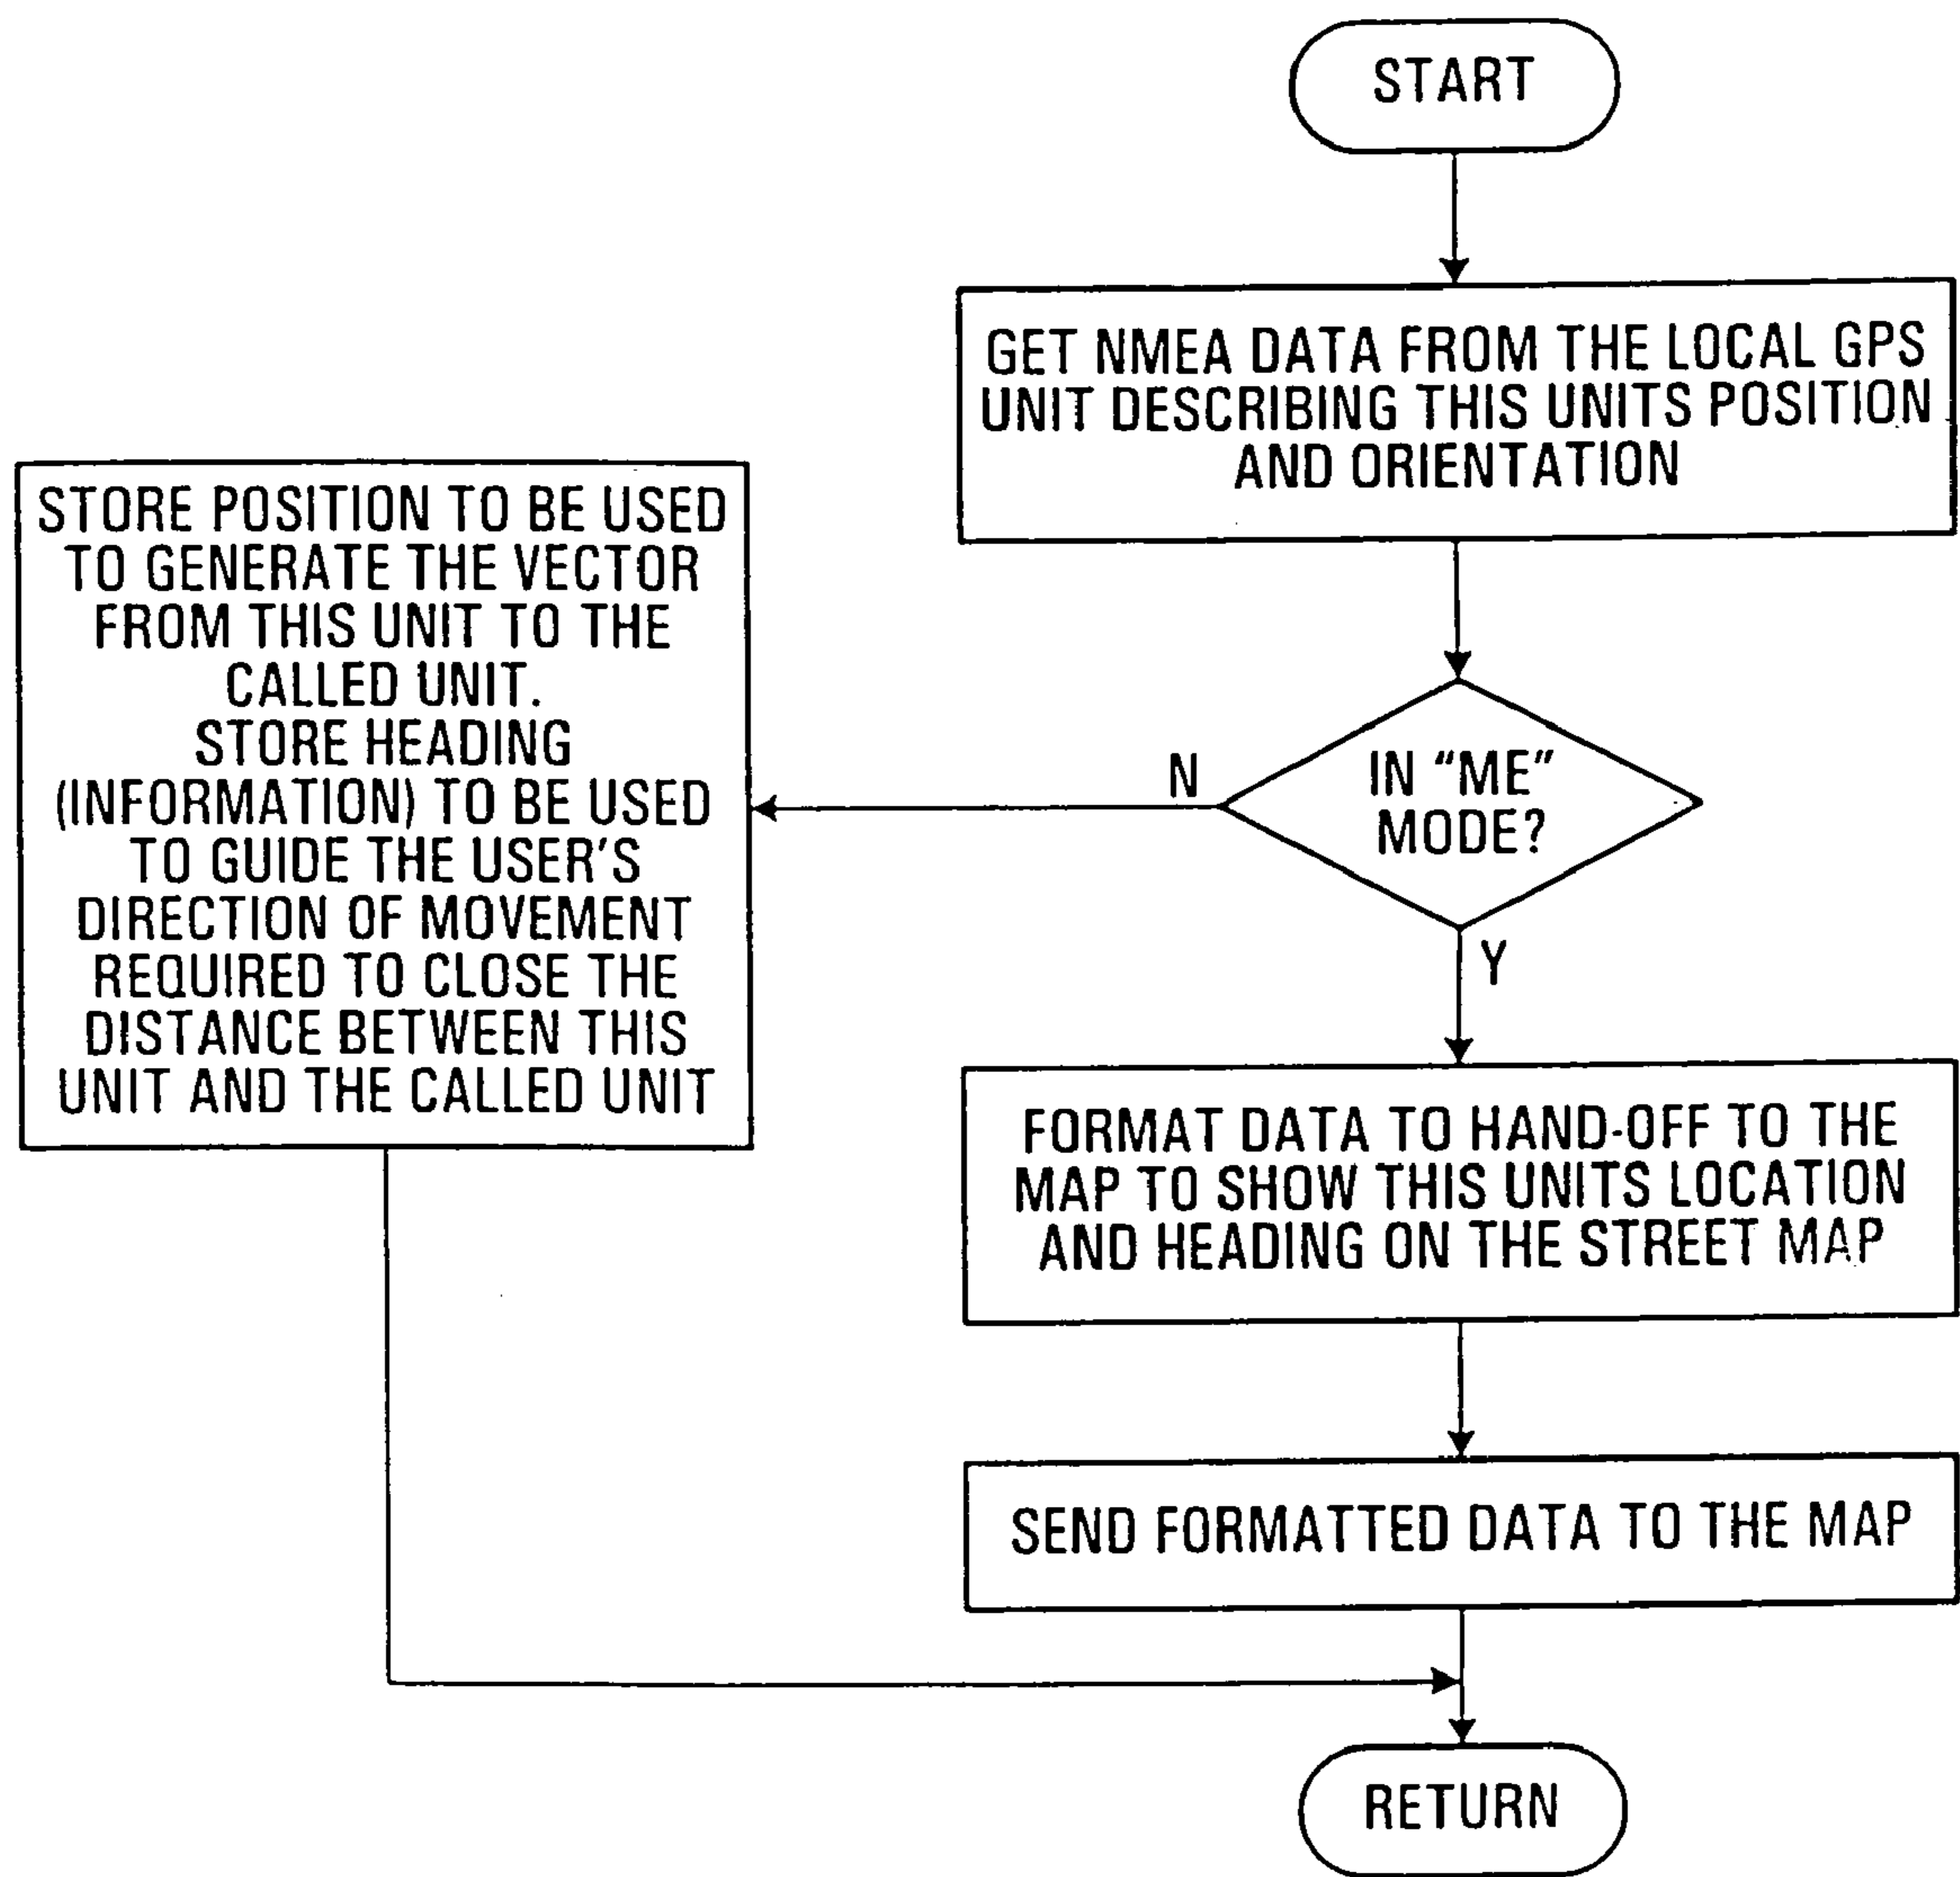 START
GET NMEA DATA FROM THE LOCAL GPS
UNIT DESCRIBING THIS UNITS POSITION
AND ORIENTATION
IN “ME”
MODE?
N
Y
STORE POSITION TO BE USED
TO GENERATE THE VECTOR
FROM THIS UNIT TO THE
CALLED UNIT.
STORE HEADING
(INFORMATION) TO BE USED
TO GUIDE THE USER'S
DIRECTION OF MOVEMENT
REQUIRED TO CLOSE THE
DISTANCE BETWEEN THIS
UNIT AND THE CALLED UNIT
FORMAT DATA TO HAND-OFF TO THE
MAP TO SHOW THIS UNITS LOCATION
AND HEADING ON THE STREET MAP
SEND FORMATTED DATA TO THE MAP
RETURN